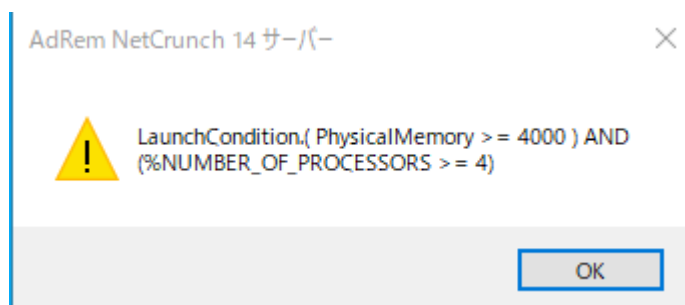 AdRem NetCrunch 14 サーバー
LaunchCondition.( PhysicalMemory >= 4000 ) AND
(%NUMBER_OF_PROCESSORS >= 4)
OK